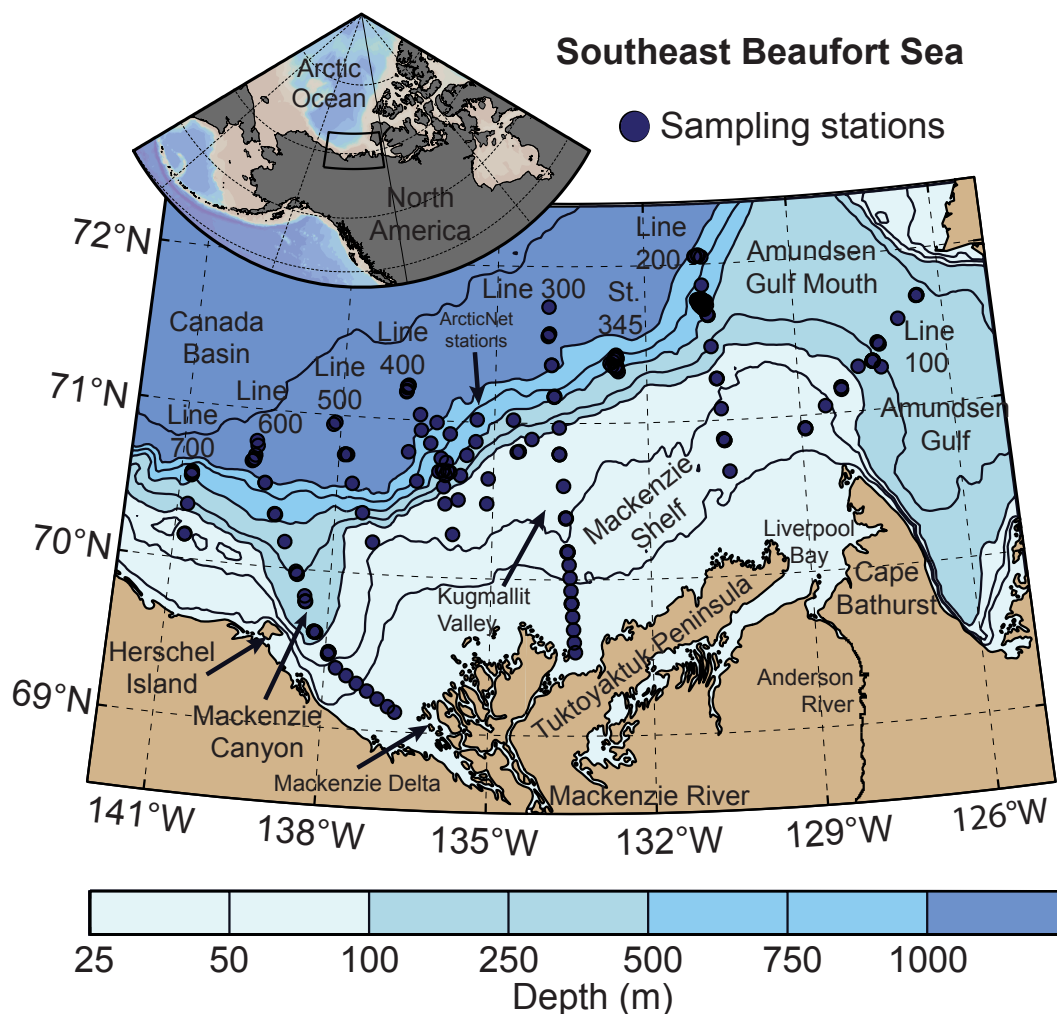 Southeast Beaufort Sea
Sampling stations
Arctic
Ocean
North
America
72°N
71°N
70°N
69°N
Line
200
Amundsen
Gulf Mouth
Line 300
St.
345
ArcticNet
stations
Canada
Basin
Line
400
Line
500
Line
600
Line
700
Line
100
Amundsen
Gulf
Mackenzie
Shelf
Liverpool
Bay
Cape
Bathurst
Kugmallit
Valley
Tuktoyaktuk Peninsula
Herschel
Island
Mackenzie
Canyon
Anderson
River
Mackenzie Delta
Mackenzie River
141°W
138°W
135°W
132°W
129°W
126°W
25 50 100 250 500 750 1000
Depth (m)